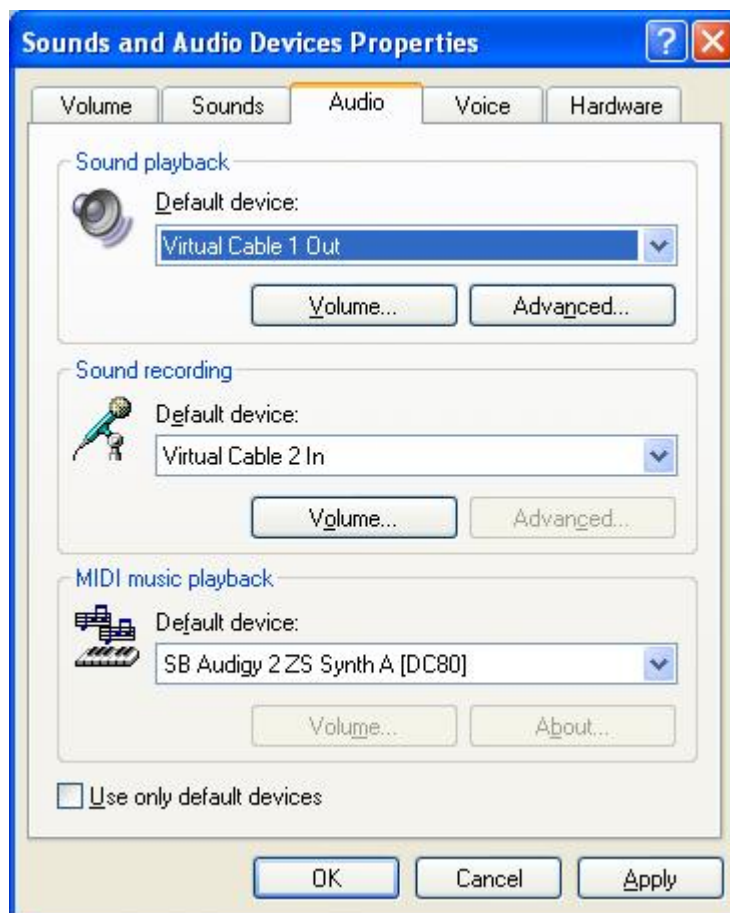 Sounds and Audio Devices Properties
Volume Sounds Audio Voice Hardware
Sound playback
Default device:
Virtual Cable 1 Out
Volume... Advanced...
Sound recording
Default device:
Virtual Cable 2 In
Volume... Advanced...
MIDI music playback
Default device:
SB Audigy 2 ZS Synth A [DC80]
Volume... About...
Use only default devices
OK Cancel Apply